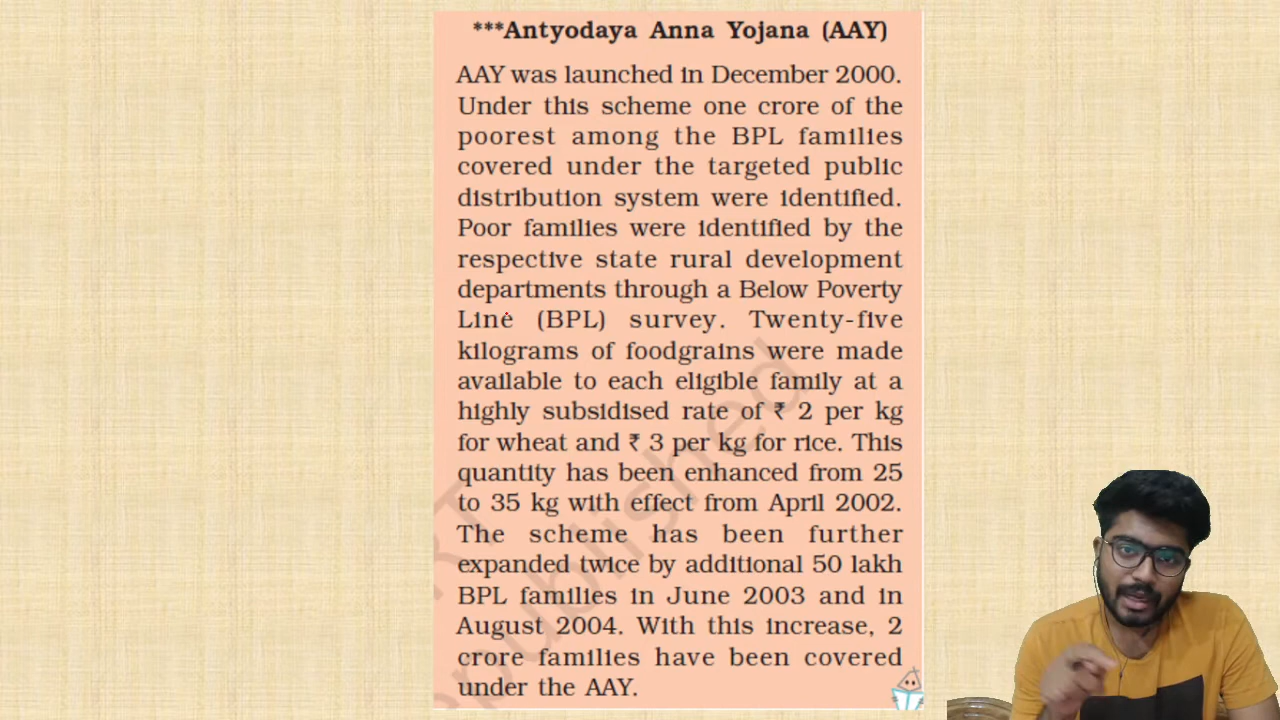 ***Antyodaya Anna Yojana (AAY)
AAY was launched in December 2000.
Under this scheme one crore of the
poorest among the BPL families
covered under the targeted public
distribution system were identified.
Poor families were identified by the
respective state rural development
departments through a Below Poverty
Line (BPL) survey. Twenty-five
kilograms of foodgrains were made
available to each eligible family at a
highly subsidised rate of ₹ 2 per kg
for wheat and ₹ 3 per kg for rice. This
quantity has been enhanced from 25
to 35 kg with effect from April 2002.
The scheme has been further
expanded twice by additional 50 lakh
BPL families in June 2003 and in
August 2004. With this increase, 2
crore families have been covered
under the AAY.